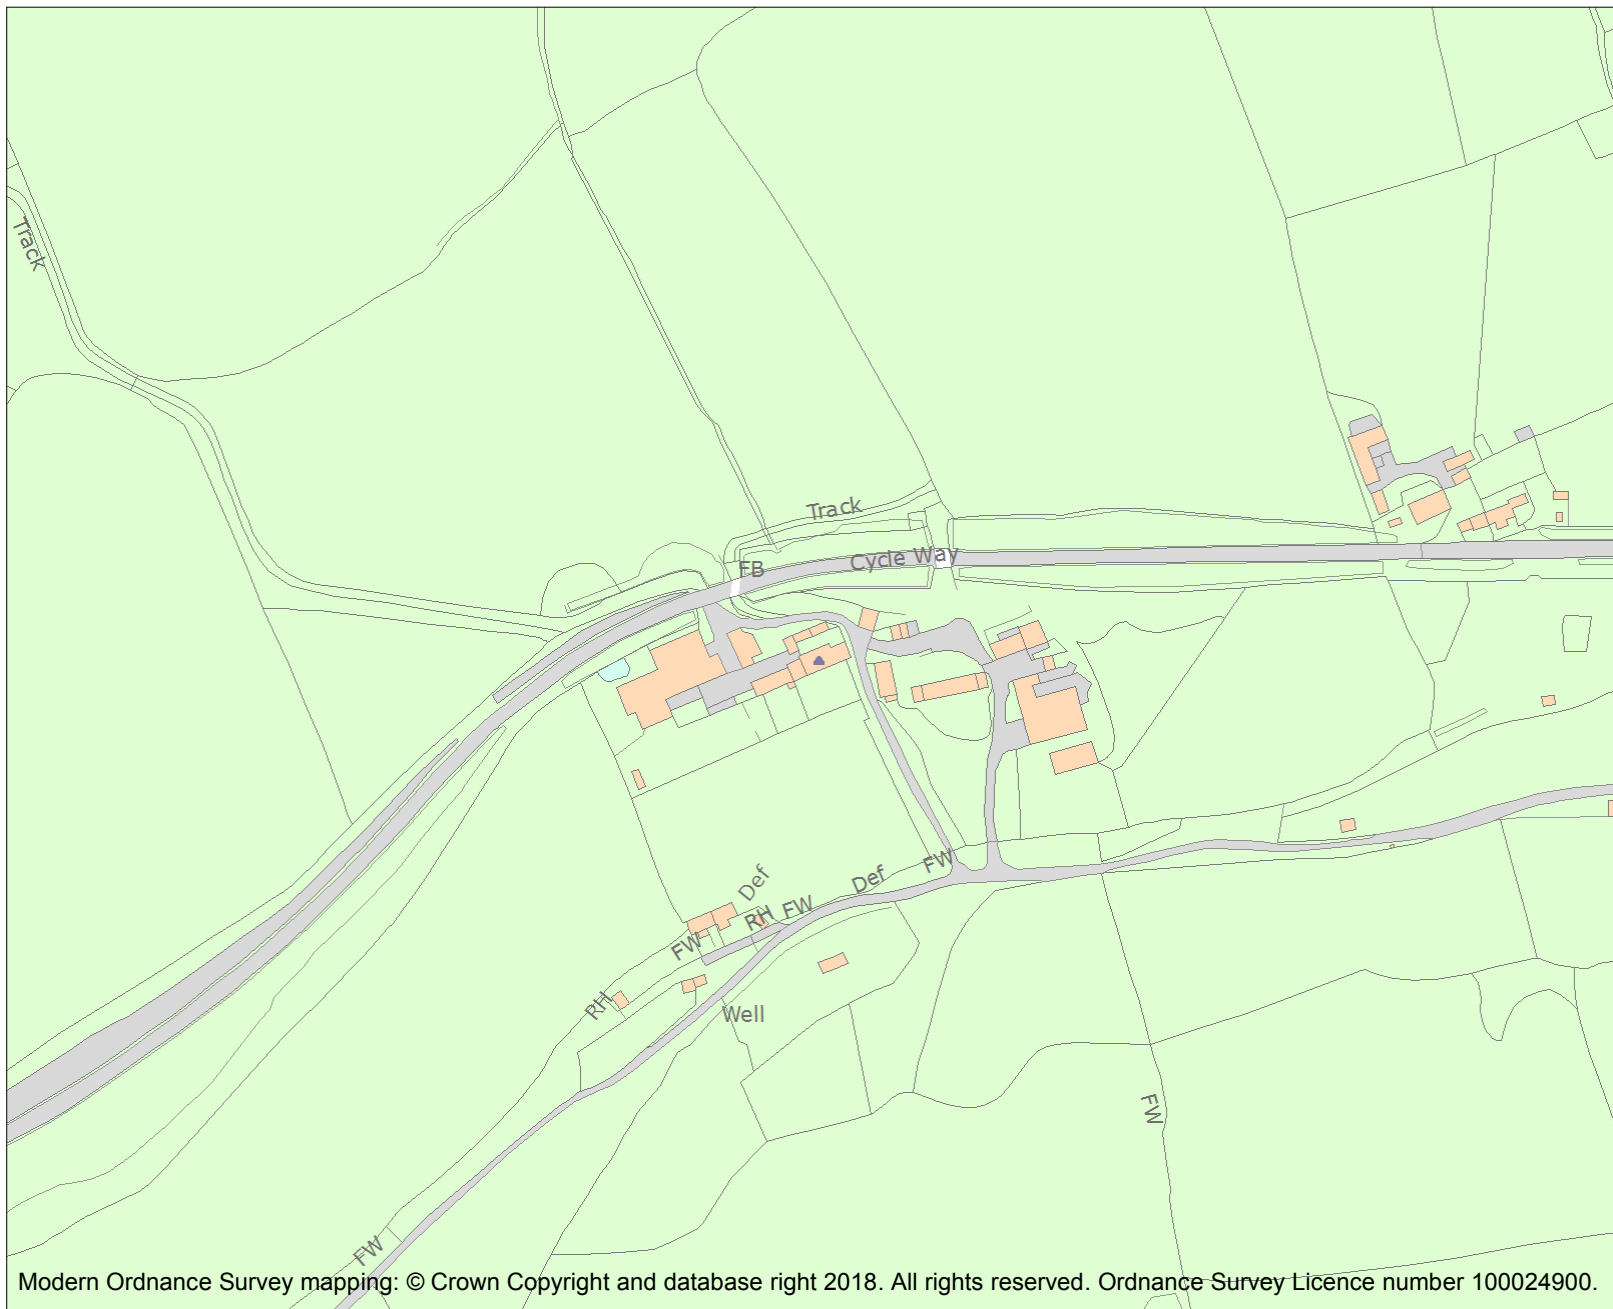 Track
Track
Cycle Way
FB
Def
FW
Def
FW
RH
FW
RH
Well
FW
FW
Modern Ordnance Survey mapping: © Crown Copyright and database right 2018. All rights reserved. Ordnance Survey Licence number 100024900.